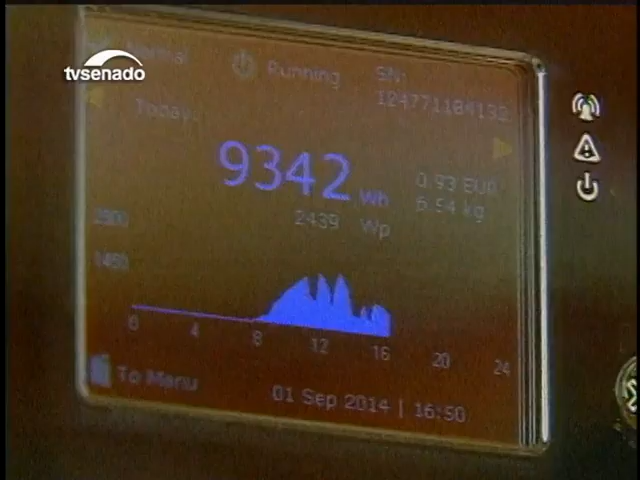 tvsenado
Normal Running SN:
Today:
9342 Wh 0.93 EUR
6.54 kg
2439 Wp
2900
1450
0 4 8 12 16 20 24
To Menu 01 Sep 2014 | 16:50